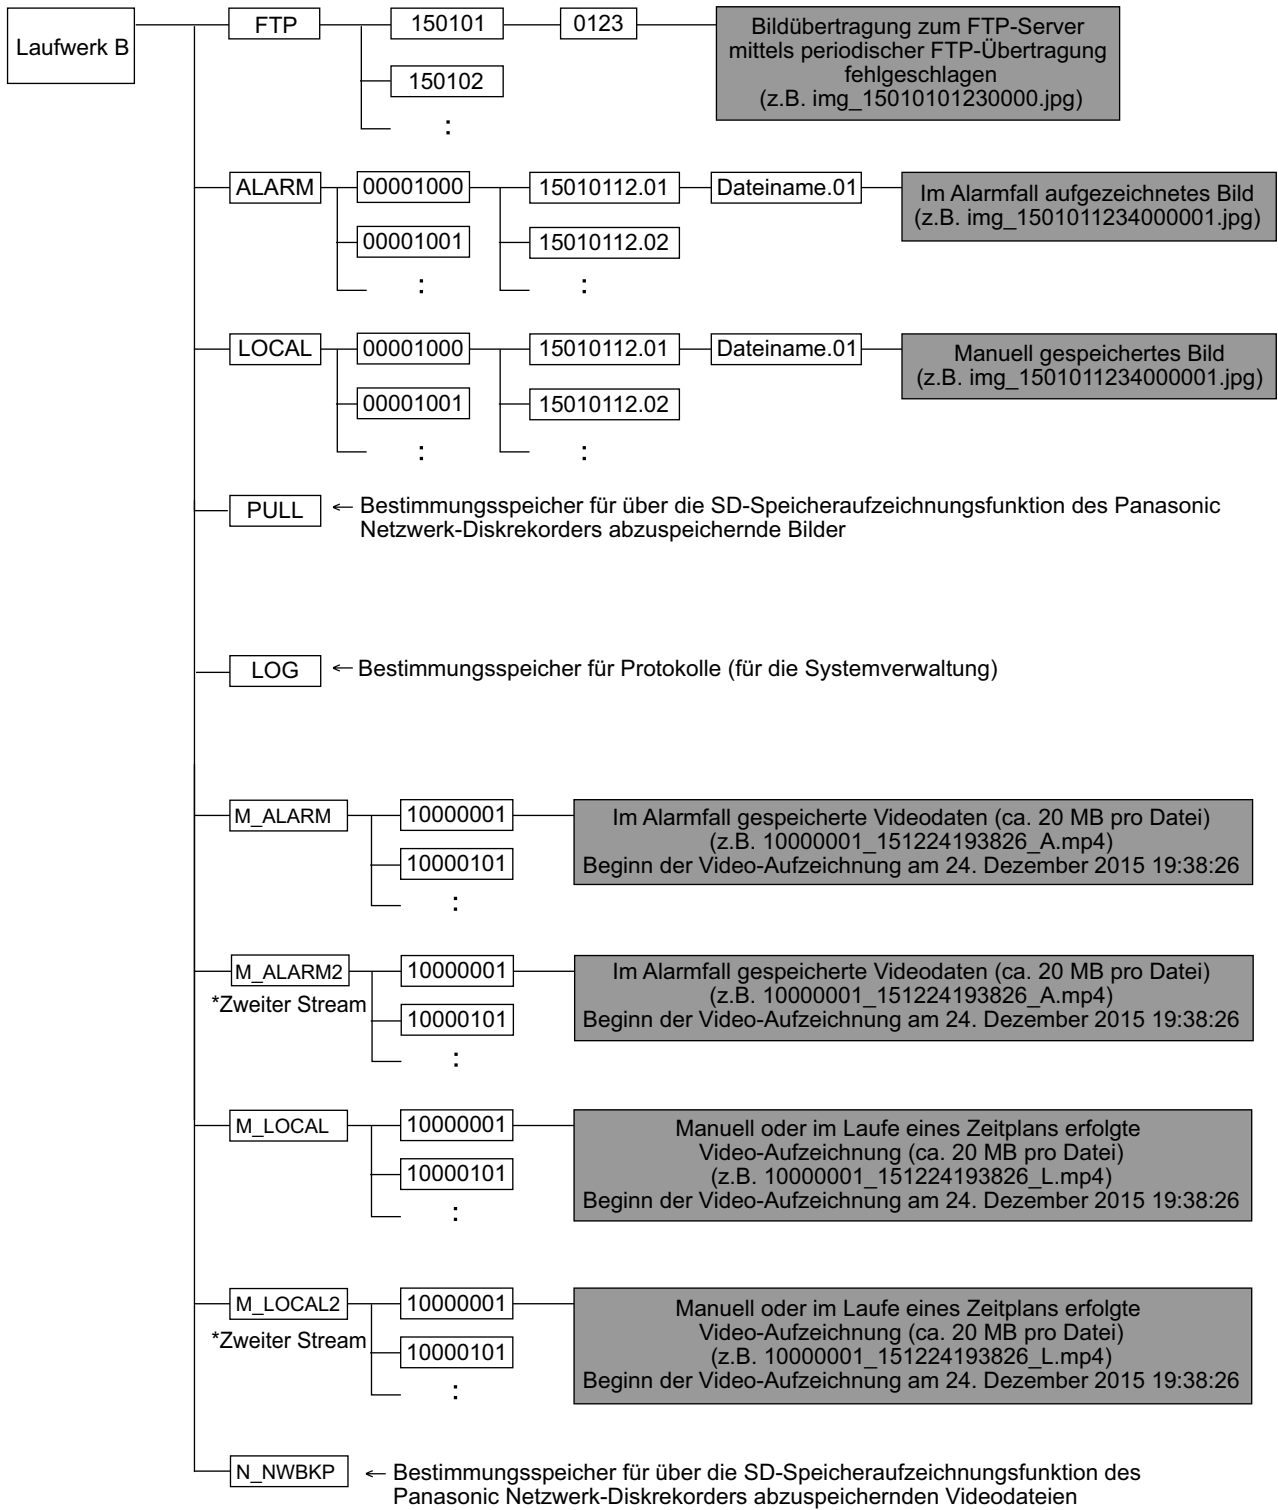 Laufwerk B
FTP
150101
0123
Bildübertragung zum FTP-Server
mittels periodischer FTP-Übertragung
fehlgeschlagen
(z.B. img_15010101230000.jpg)
150102
:
ALARM
00001000
15010112.01
Dateiname.01
Im Alarmfall aufgezeichnetes Bild
(z.B. img_1501011234000001.jpg)
00001001
15010112.02
:
:
LOCAL
00001000
15010112.01
Dateiname.01
Manuell gespeichertes Bild
(z.B. img_1501011234000001.jpg)
00001001
15010112.02
:
:
PULL
← Bestimmungsspeicher für über die SD-Speicheraufzeichnungsfunktion des Panasonic
Netzwerk-Diskrekorders abzuspeichernde Bilder
LOG
← Bestimmungsspeicher für Protokolle (für die Systemverwaltung)
M_ALARM
10000001
Im Alarmfall gespeicherte Videodaten (ca. 20 MB pro Datei)
(z.B. 10000001_151224193826_A.mp4)
Beginn der Video-Aufzeichnung am 24. Dezember 2015 19:38:26
10000101
:
M_ALARM2
*Zweiter Stream
10000001
Im Alarmfall gespeicherte Videodaten (ca. 20 MB pro Datei)
(z.B. 10000001_151224193826_A.mp4)
Beginn der Video-Aufzeichnung am 24. Dezember 2015 19:38:26
10000101
:
M_LOCAL
10000001
Manuell oder im Laufe eines Zeitplans erfolgte
Video-Aufzeichnung (ca. 20 MB pro Datei)
(z.B. 10000001_151224193826_L.mp4)
Beginn der Video-Aufzeichnung am 24. Dezember 2015 19:38:26
10000101
:
M_LOCAL2
*Zweiter Stream
10000001
Manuell oder im Laufe eines Zeitplans erfolgte
Video-Aufzeichnung (ca. 20 MB pro Datei)
(z.B. 10000001_151224193826_L.mp4)
Beginn der Video-Aufzeichnung am 24. Dezember 2015 19:38:26
10000101
:
N_NWBKP
← Bestimmungsspeicher für über die SD-Speicheraufzeichnungsfunktion des
Panasonic Netzwerk-Diskrekorders abzuspeichernden Videodateien